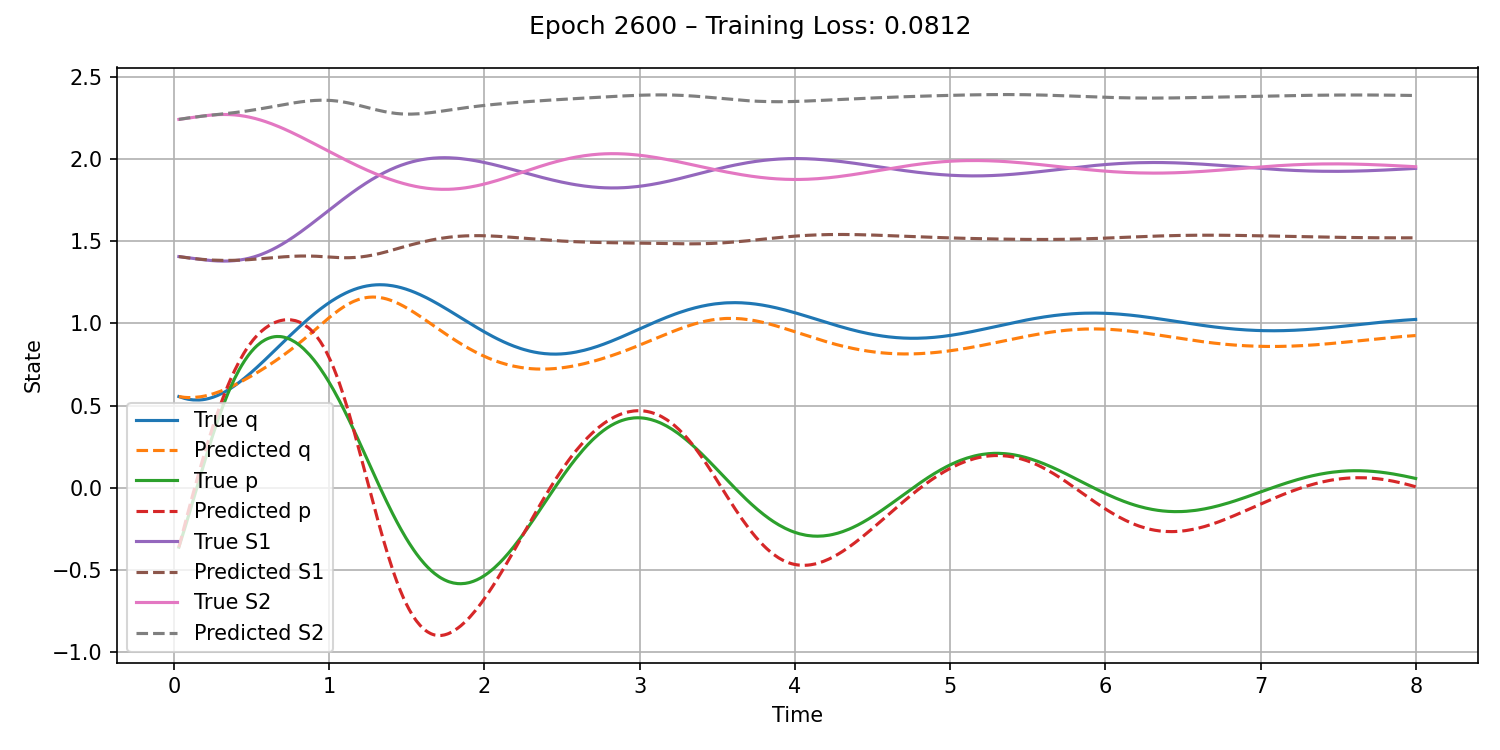 Epoch 2600 – Training Loss: 0.0812
2.5
2.0
1.5
1.0
0.5
0.0
−0.5
−1.0
State
True q
Predicted q
True p
Predicted p
True S1
Predicted S1
True S2
Predicted S2
0 1 2 3 4 5 6 7 8
Time